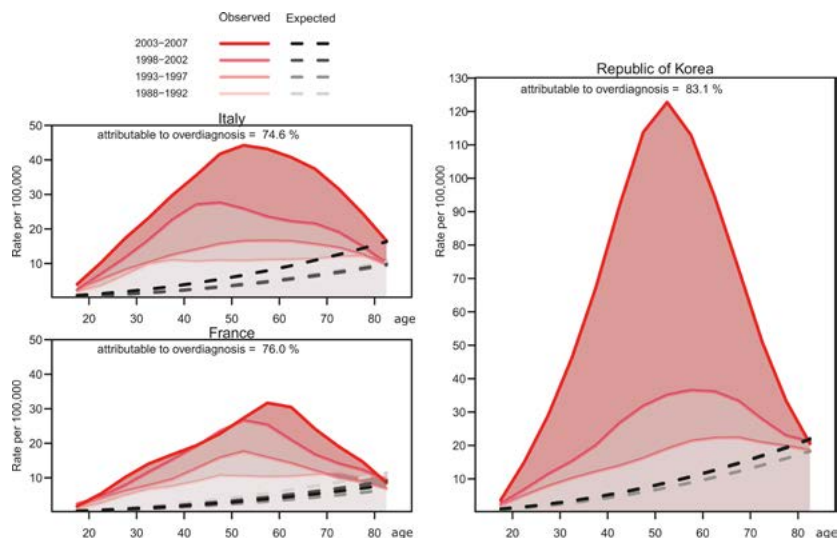 Observed Expected
2003−2007
1998−2002
1993−1997
1988−1992
Italy
attributable to overdiagnosis = 74.6 %
Rate per 100,000
50
40
30
20
10
20 30 40 50 60 70 80 age
France
attributable to overdiagnosis = 76.0 %
Rate per 100,000
50
40
30
20
10
20 30 40 50 60 70 80 age
Republic of Korea
attributable to overdiagnosis = 83.1 %
Rate per 100,000
130
120
110
100
90
80
70
60
50
40
30
20
10
20 30 40 50 60 70 80 age